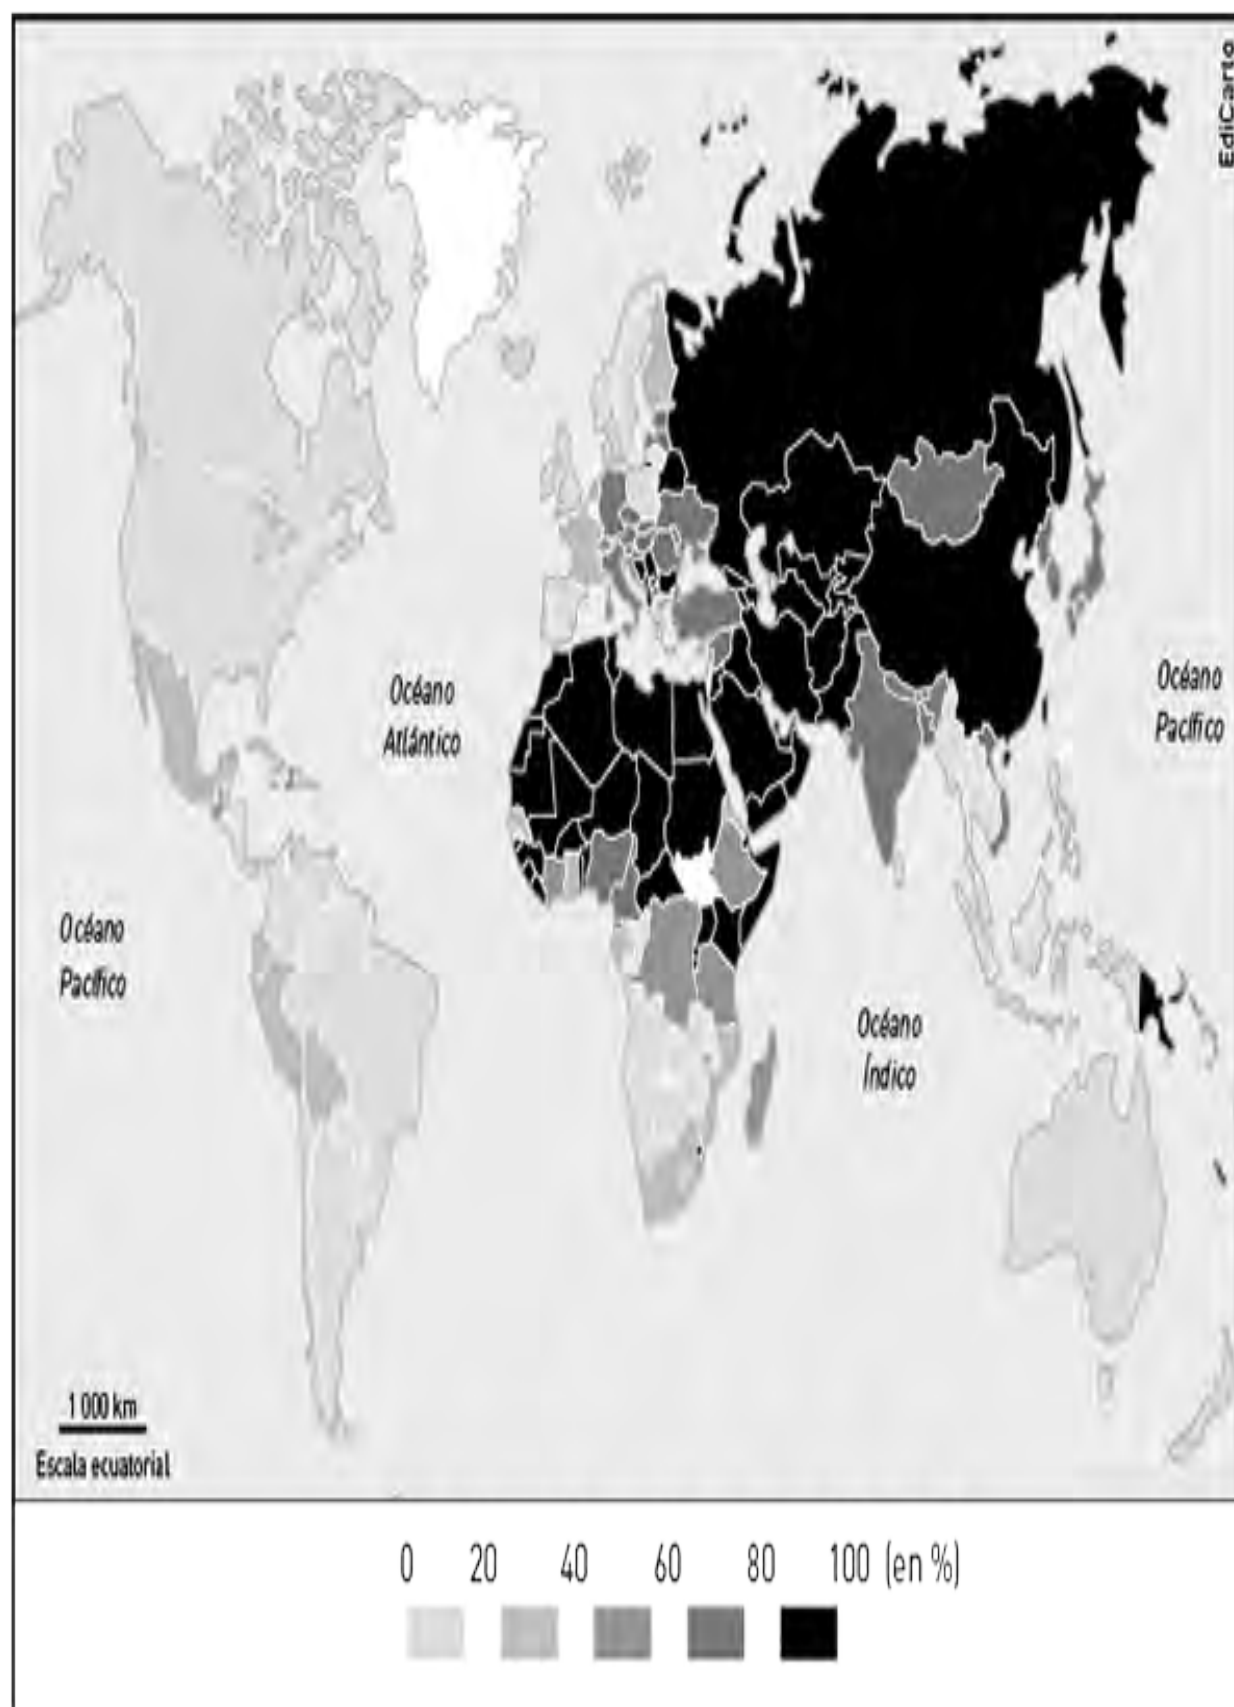 EdiCarto
Océano
Atlántico
Océano
Pacífico
Océano
Pacífico
Océano
Índico
1 000 km
Escala ecuatorial
0 20 40 60 80 100 (en %)